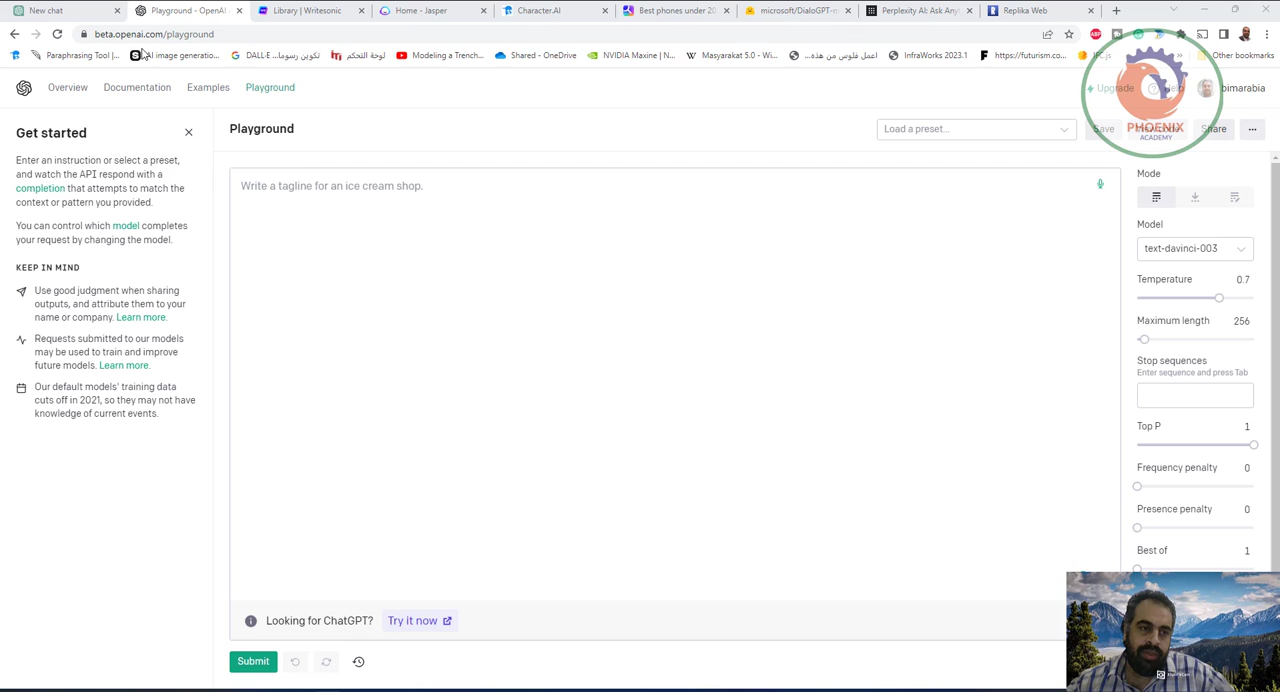 New chat
Playground - OpenAI
Library | Writesonic
Home - Jasper
Character.AI
Best phones under 20
microsoft/DialoGPT-m
Perplexity AI: Ask Any
Replika Web
beta.openai.com/playground
Paraphrasing Tool |...
AI image generatio...
DALL·E تكوين رسوما...
لوحة التحكم
Modeling a Trench...
Shared - OneDrive
NVIDIA Maxine | N...
Masyarakat 5.0 - Wi...
اعمل فلوس من هذه...
InfraWorks 2023.1
https://futurism.co...
IFC.js
Other bookmarks
Overview
Documentation
Examples
Playground
Upgrade
Help
bimarabia
PHOENIX
ACADEMY
Get started
Enter an instruction or select a preset,
and watch the API respond with a
completion that attempts to match the
context or pattern you provided.
You can control which model completes
your request by changing the model.
KEEP IN MIND
Use good judgment when sharing
outputs, and attribute them to your
name or company. Learn more.
Requests submitted to our models
may be used to train and improve
future models. Learn more.
Our default models' training data
cuts off in 2021, so they may not have
knowledge of current events.
Playground
Load a preset...
Save
Share
Write a tagline for an ice cream shop.
Looking for ChatGPT? Try it now
Submit
Mode
Model
text-davinci-003
Temperature 0.7
Maximum length 256
Stop sequences
Enter sequence and press Tab
Top P 1
Frequency penalty 0
Presence penalty 0
Best of 1